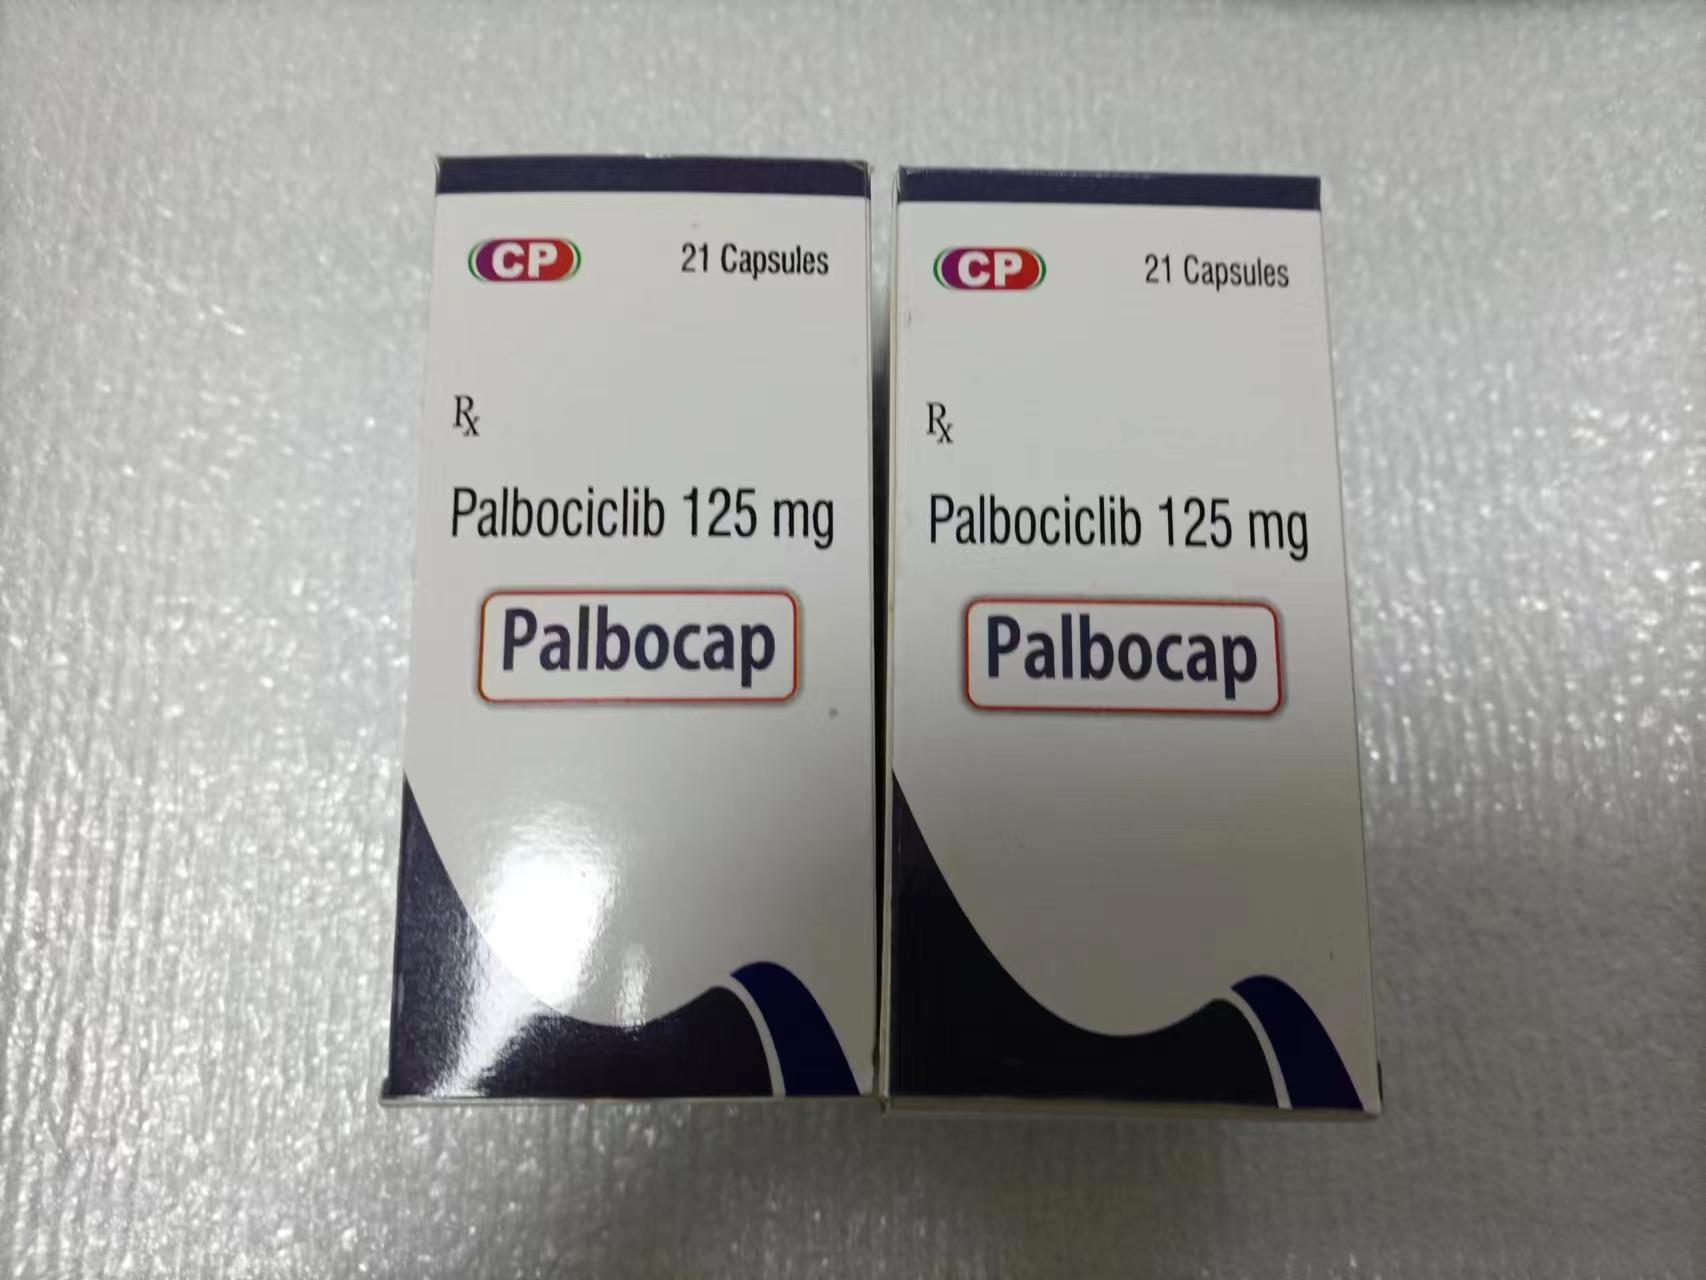 CP 21 Capsules
Rx
Palbociclib 125 mg
Palbocap
CP 21 Capsules
Rx
Palbociclib 125 mg
Palbocap